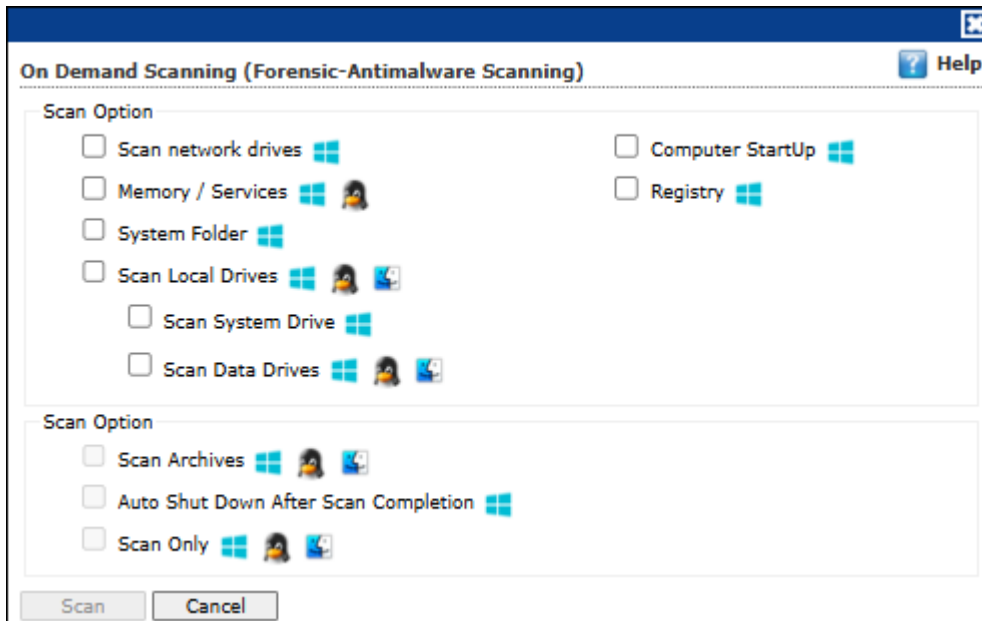 On Demand Scanning (Forensic-Antimalware Scanning)
? Help
Scan Option
Scan network drives
Computer StartUp
Memory / Services
Registry
System Folder
Scan Local Drives
Scan System Drive
Scan Data Drives
Scan Option
Scan Archives
Auto Shut Down After Scan Completion
Scan Only
Scan
Cancel